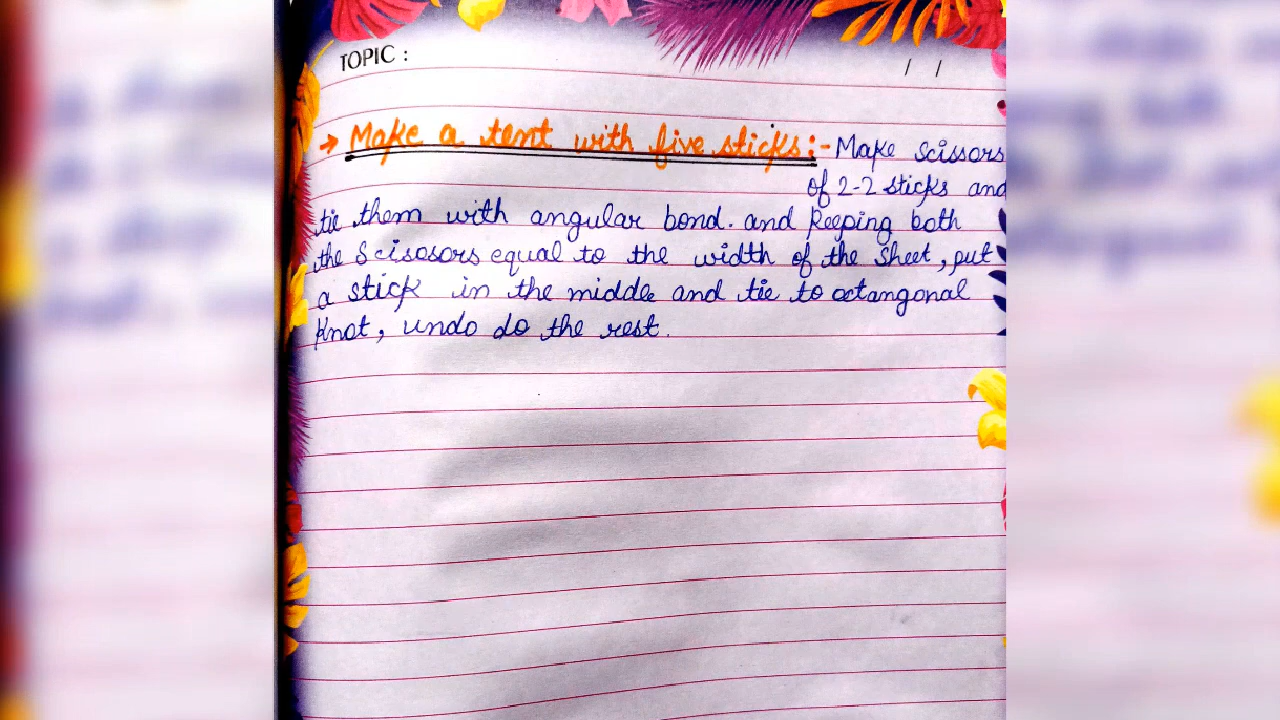 TOPIC :
/ /
→ Make a tent with five sticks:- Make scissors
of 2-2 sticks and
tie them with angular bond. and keeping both
the Scisosors equal to the width of the Sheet, put
a stick in the middle and tie to octangonal
knot, undo do the rest.